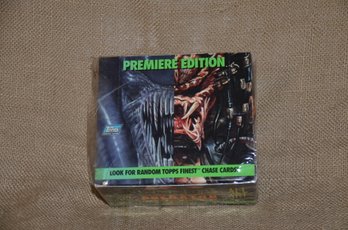 PREMIERE EDITION
Topps
LOOK FOR RANDOM TOPPS FINEST™ CHASE CARDS